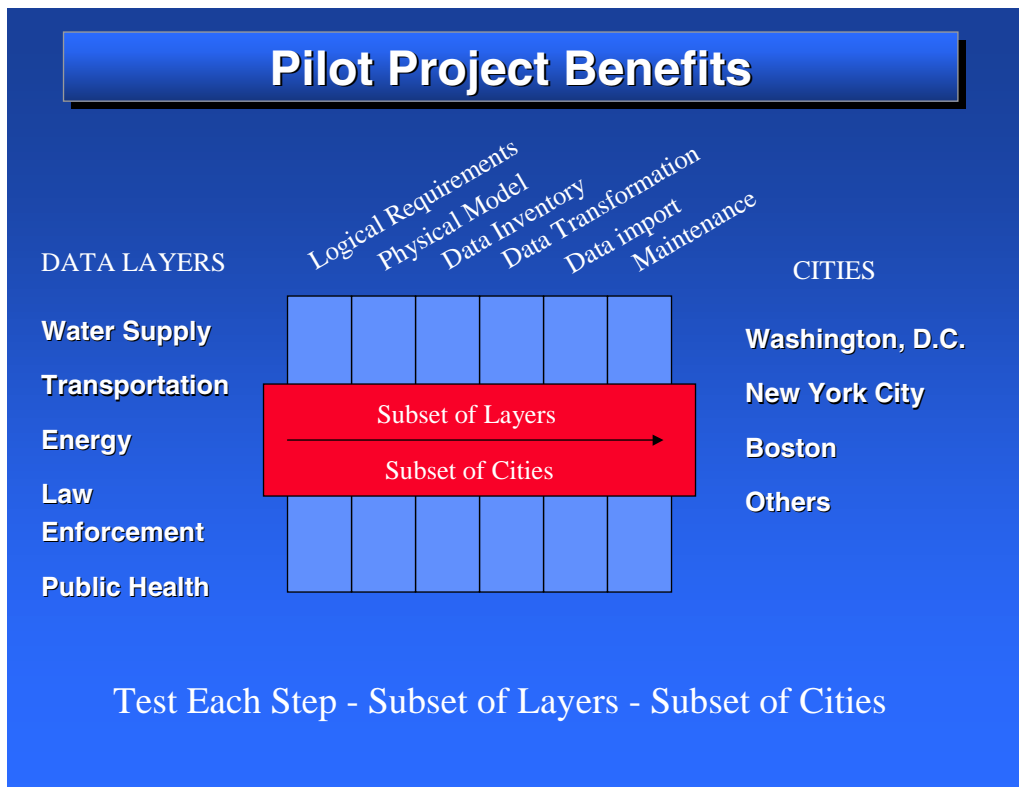 Pilot Project Benefits
Logical Requirements
Physical Model
Data Inventory
Data Transformation
Data import
Maintenance
DATA LAYERS
Water Supply
Transportation
Energy
Law
Enforcement
Public Health
Subset of Layers
Subset of Cities
CITIES
Washington, D.C.
New York City
Boston
Others
Test Each Step - Subset of Layers - Subset of Cities